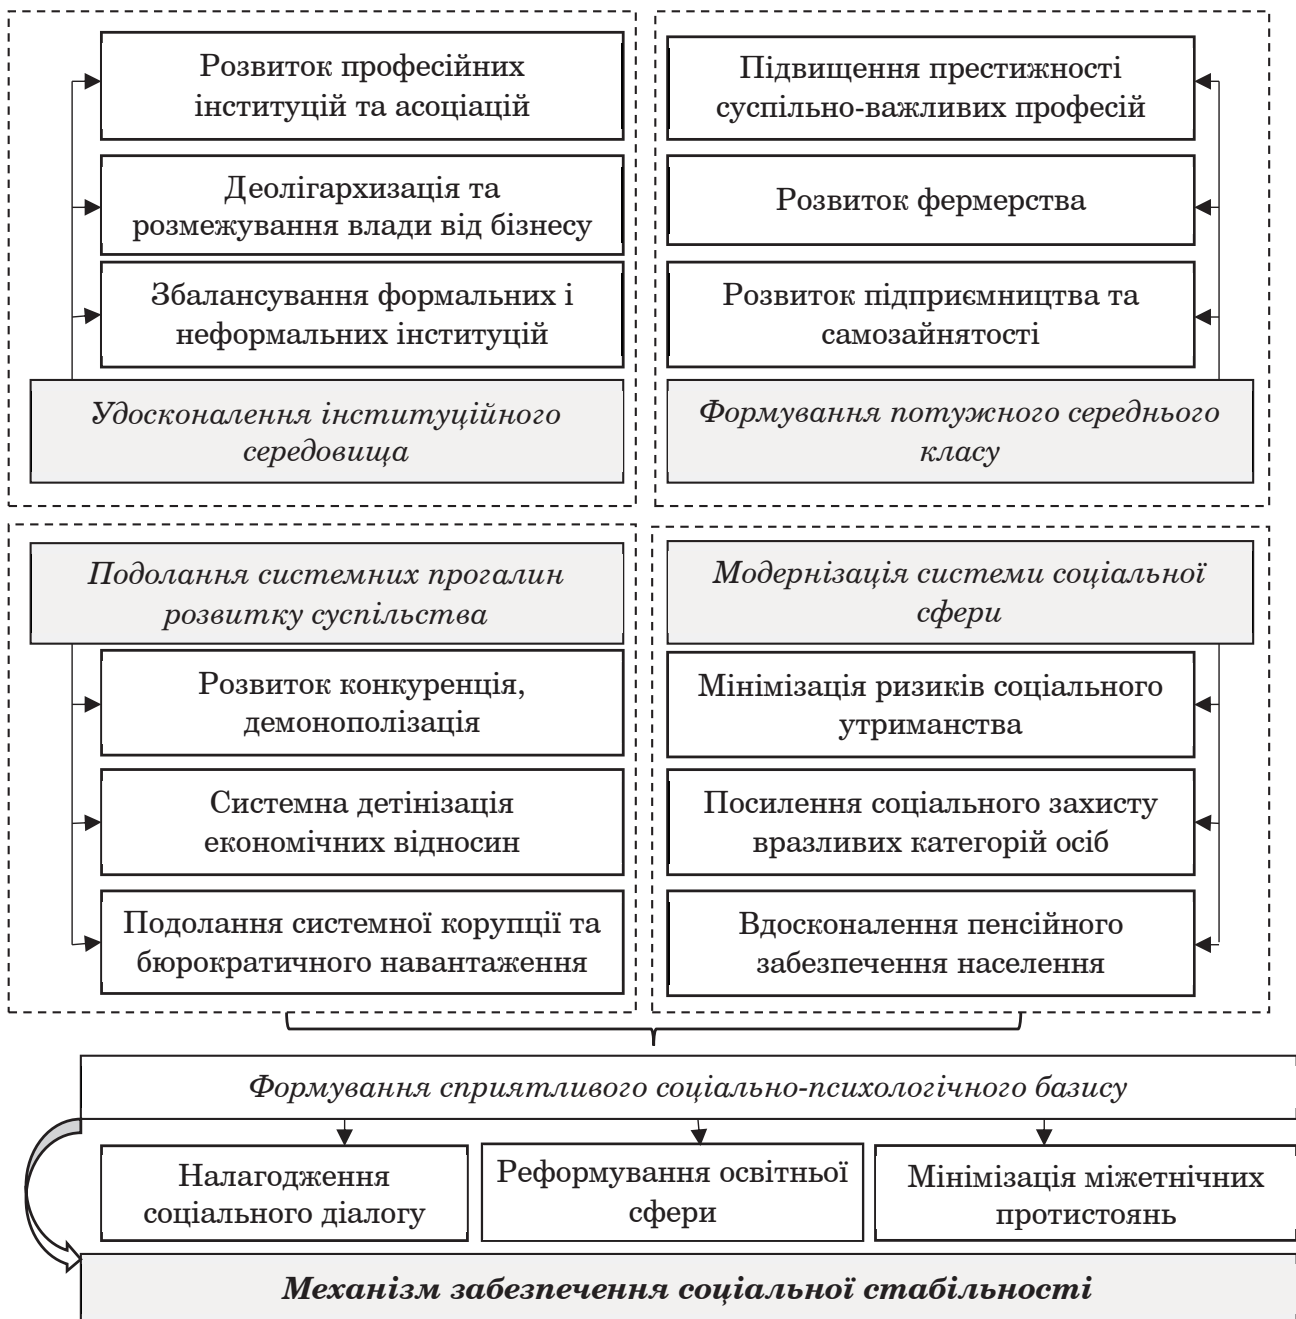 Розвиток професійних
інституцій та асоціацій
Деолігархизація та
розмежування влади від бізнесу
Збалансування формальних і
неформальних інституцій
Удосконалення інституційного
середовища
Підвищення престижності
суспільно-важливих професій
Розвиток фермерства
Розвиток підприємництва та
самозайнятості
Формування потужного середнього
класу
Подолання системних прогалин
розвитку суспільства
Розвиток конкуренція,
демонополізація
Системна детінізація
економічних відносин
Подолання системної корупції та
бюрократичного навантаження
Модернізація системи соціальної
сфери
Мінімізація ризиків соціального
утриманства
Посилення соціального захисту
вразливих категорій осіб
Вдосконалення пенсійного
забезпечення населення
Формування сприятливого соціально-психологічного базису
Налагодження
соціального діалогу
Реформування освітньої
сфери
Мінімізація міжетнічних
протистоянь
Механізм забезпечення соціальної стабільності